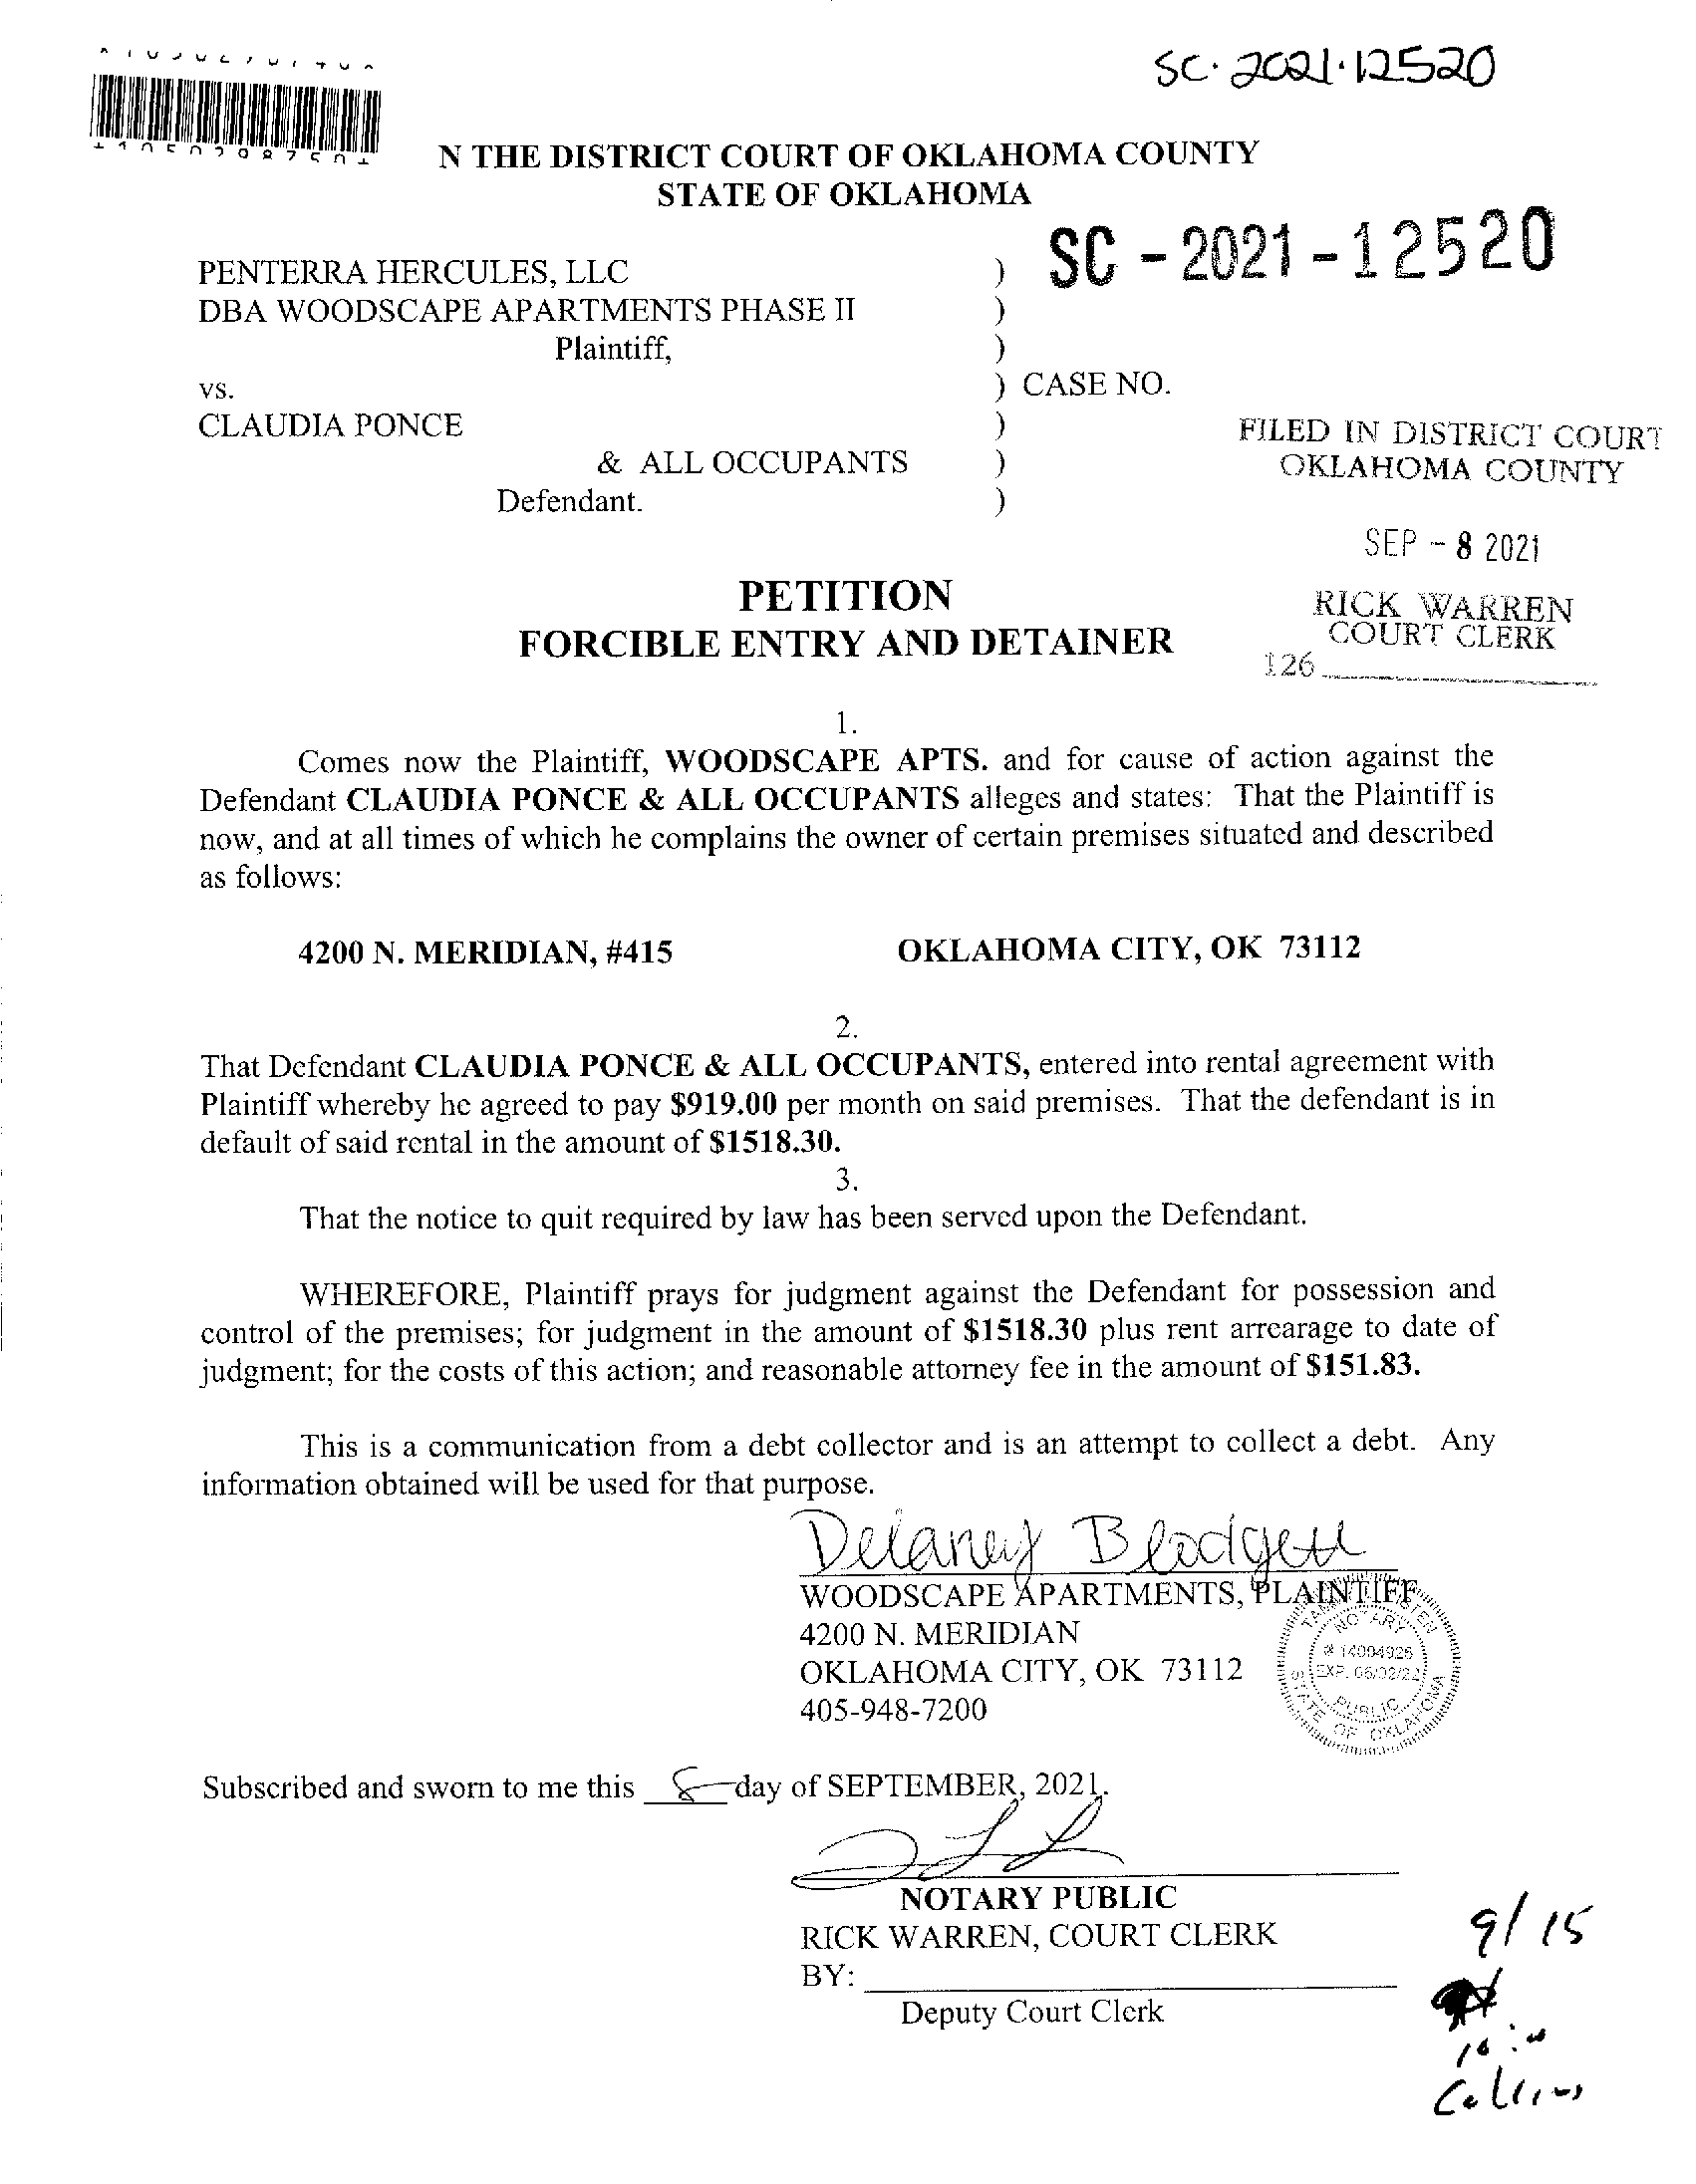 SC-2021-12520
N THE DISTRICT COURT OF OKLAHOMA COUNTY
STATE OF OKLAHOMA
SC-2021-12520
PENTERRA HERCULES, LLC )
DBA WOODSCAPE APARTMENTS PHASE II )
Plaintiff, )
vs. ) CASE NO.
CLAUDIA PONCE )
& ALL OCCUPANTS )
Defendant. )
FILED IN DISTRICT COURT
OKLAHOMA COUNTY
SEP - 8 2021
RICK WARREN
COURT CLERK
126
PETITION
FORCIBLE ENTRY AND DETAINER
1.
Comes now the Plaintiff, WOODSCAPE APTS. and for cause of action against the
Defendant CLAUDIA PONCE & ALL OCCUPANTS alleges and states: That the Plaintiff is
now, and at all times of which he complains the owner of certain premises situated and described
as follows:
4200 N. MERIDIAN, #415 OKLAHOMA CITY, OK 73112
2.
That Defendant CLAUDIA PONCE & ALL OCCUPANTS, entered into rental agreement with
Plaintiff whereby he agreed to pay $919.00 per month on said premises. That the defendant is in
default of said rental in the amount of $1518.30.
3.
That the notice to quit required by law has been served upon the Defendant.
WHEREFORE, Plaintiff prays for judgment against the Defendant for possession and
control of the premises; for judgment in the amount of $1518.30 plus rent arrearage to date of
judgment; for the costs of this action; and reasonable attorney fee in the amount of $151.83.
This is a communication from a debt collector and is an attempt to collect a debt. Any
information obtained will be used for that purpose.
Delaney Blodgett
WOODSCAPE APARTMENTS, PLAINTIFF
4200 N. MERIDIAN
OKLAHOMA CITY, OK 73112
405-948-7200
NOTARY
# 14004026
EXP.
PUBLIC
STATE OF OKLAHOMA
Subscribed and sworn to me this 8 day of SEPTEMBER, 2021.
NOTARY PUBLIC
RICK WARREN, COURT CLERK
BY:
Deputy Court Clerk
9/15
Collins